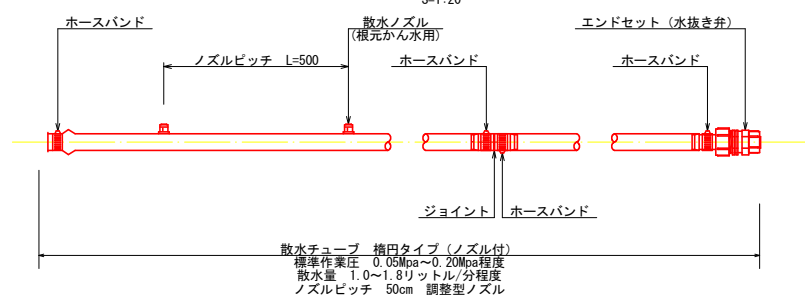 S=1:20
ホースバンド
散水ノズル
(根元かん水用)
エンドセット（水抜き弁）
ノズルピッチ　L=500
ホースバンド
ホースバンド
ジョイント
ホースバンド
散水チューブ　楕円タイプ（ノズル付）
標準作業圧　0.05Mpa～0.20Mpa程度
散水量　1.0～1.8リットル/分程度
ノズルピッチ　50cm　調整型ノズル